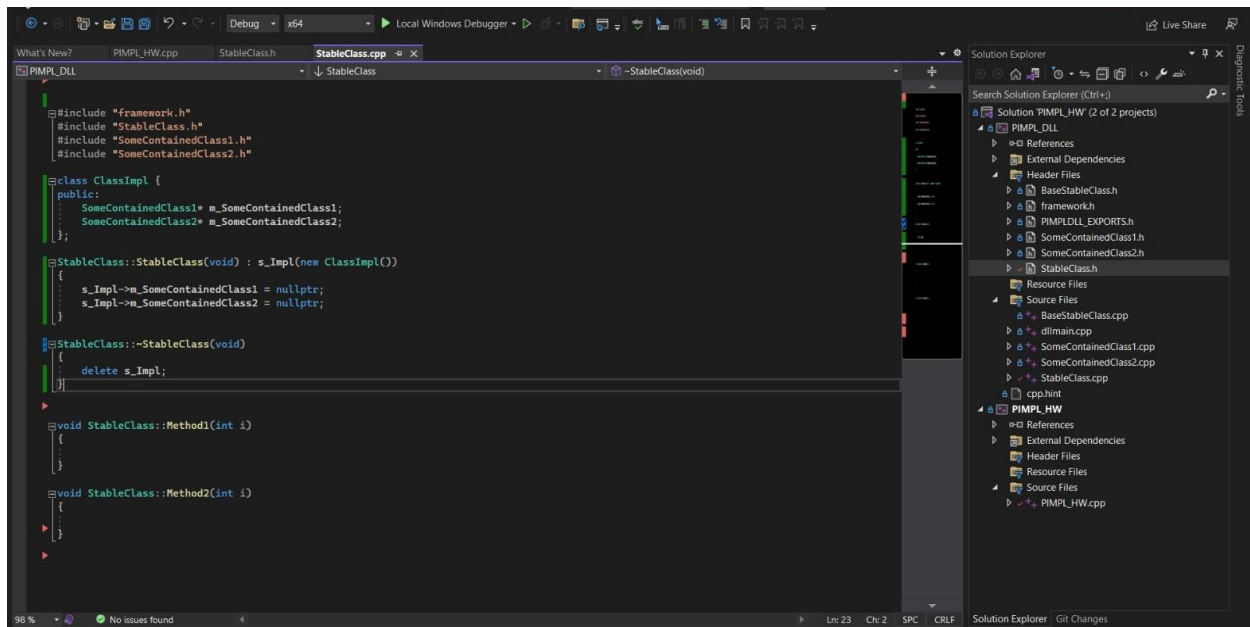 Debug
x64
Local Windows Debugger
Live Share
What's New?
PIMPL_HW.cpp
StableClass.h
StableClass.cpp
PIMPL_DLL
StableClass
~StableClass(void)
#include "framework.h"
#include "StableClass.h"
#include "SomeContainedClass1.h"
#include "SomeContainedClass2.h"
class ClassImpl {
public:
SomeContainedClass1* m_SomeContainedClass1;
SomeContainedClass2* m_SomeContainedClass2;
};
StableClass::StableClass(void) : s_Impl(new ClassImpl())
{
s_Impl->m_SomeContainedClass1 = nullptr;
s_Impl->m_SomeContainedClass2 = nullptr;
}
StableClass::~StableClass(void)
{
delete s_Impl;
}
void StableClass::Method1(int i)
{
}
void StableClass::Method2(int i)
{
}
98 %
No issues found
Ln: 23
Ch: 2
SPC
CRLF
Solution Explorer
Search Solution Explorer (Ctrl+;)
Solution 'PIMPL_HW' (2 of 2 projects)
PIMPL_DLL
References
External Dependencies
Header Files
BaseStableClass.h
framework.h
PIMPLDLL_EXPORTS.h
SomeContainedClass1.h
SomeContainedClass2.h
StableClass.h
Resource Files
Source Files
BaseStableClass.cpp
dllmain.cpp
SomeContainedClass1.cpp
SomeContainedClass2.cpp
StableClass.cpp
cpp.hint
PIMPL_HW
References
External Dependencies
Header Files
Resource Files
Source Files
PIMPL_HW.cpp
Solution Explorer
Git Changes
Diagnostic Tools